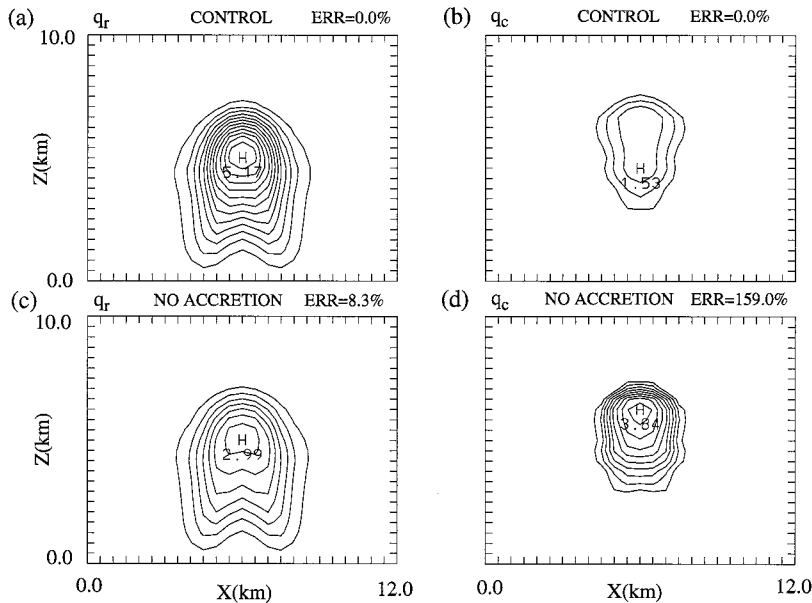 (a) q_r CONTROL ERR=0.0%
(b) q_c CONTROL ERR=0.0%
10.0
Z(km)
0.0
H
5.17
H
1.53
(c) q_r NO ACCRETION ERR=8.3%
(d) q_c NO ACCRETION ERR=159.0%
10.0
Z(km)
0.0
H
2.99
H
3.64
0.0 X(km) 12.0
0.0 X(km) 12.0